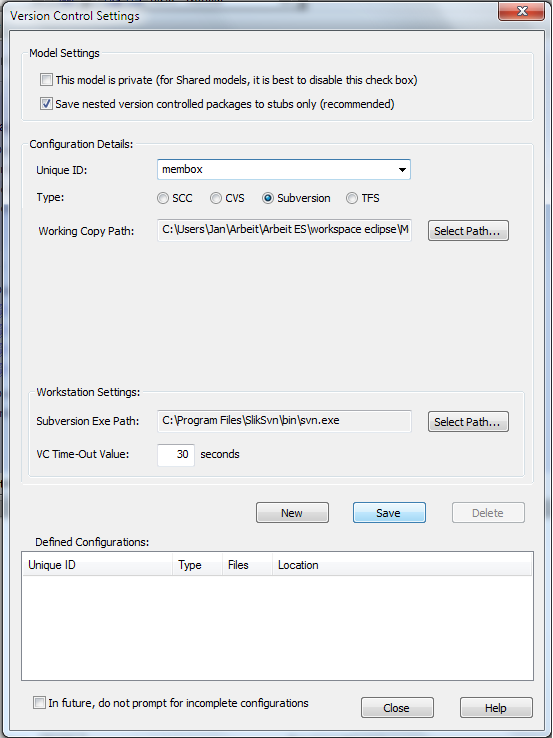 Version Control Settings
Model Settings
This model is private (for Shared models, it is best to disable this check box)
Save nested version controlled packages to stubs only (recommended)
Configuration Details:
Unique ID: membox
Type: SCC CVS Subversion TFS
Working Copy Path: C:\Users\Jan\Arbeit\Arbeit ES\workspace eclipse\M Select Path...
Workstation Settings:
Subversion Exe Path: C:\Program Files\SlikSvn\bin\svn.exe Select Path...
VC Time-Out Value: 30 seconds
New Save Delete
Defined Configurations:
Unique ID Type Files Location
In future, do not prompt for incomplete configurations Close Help